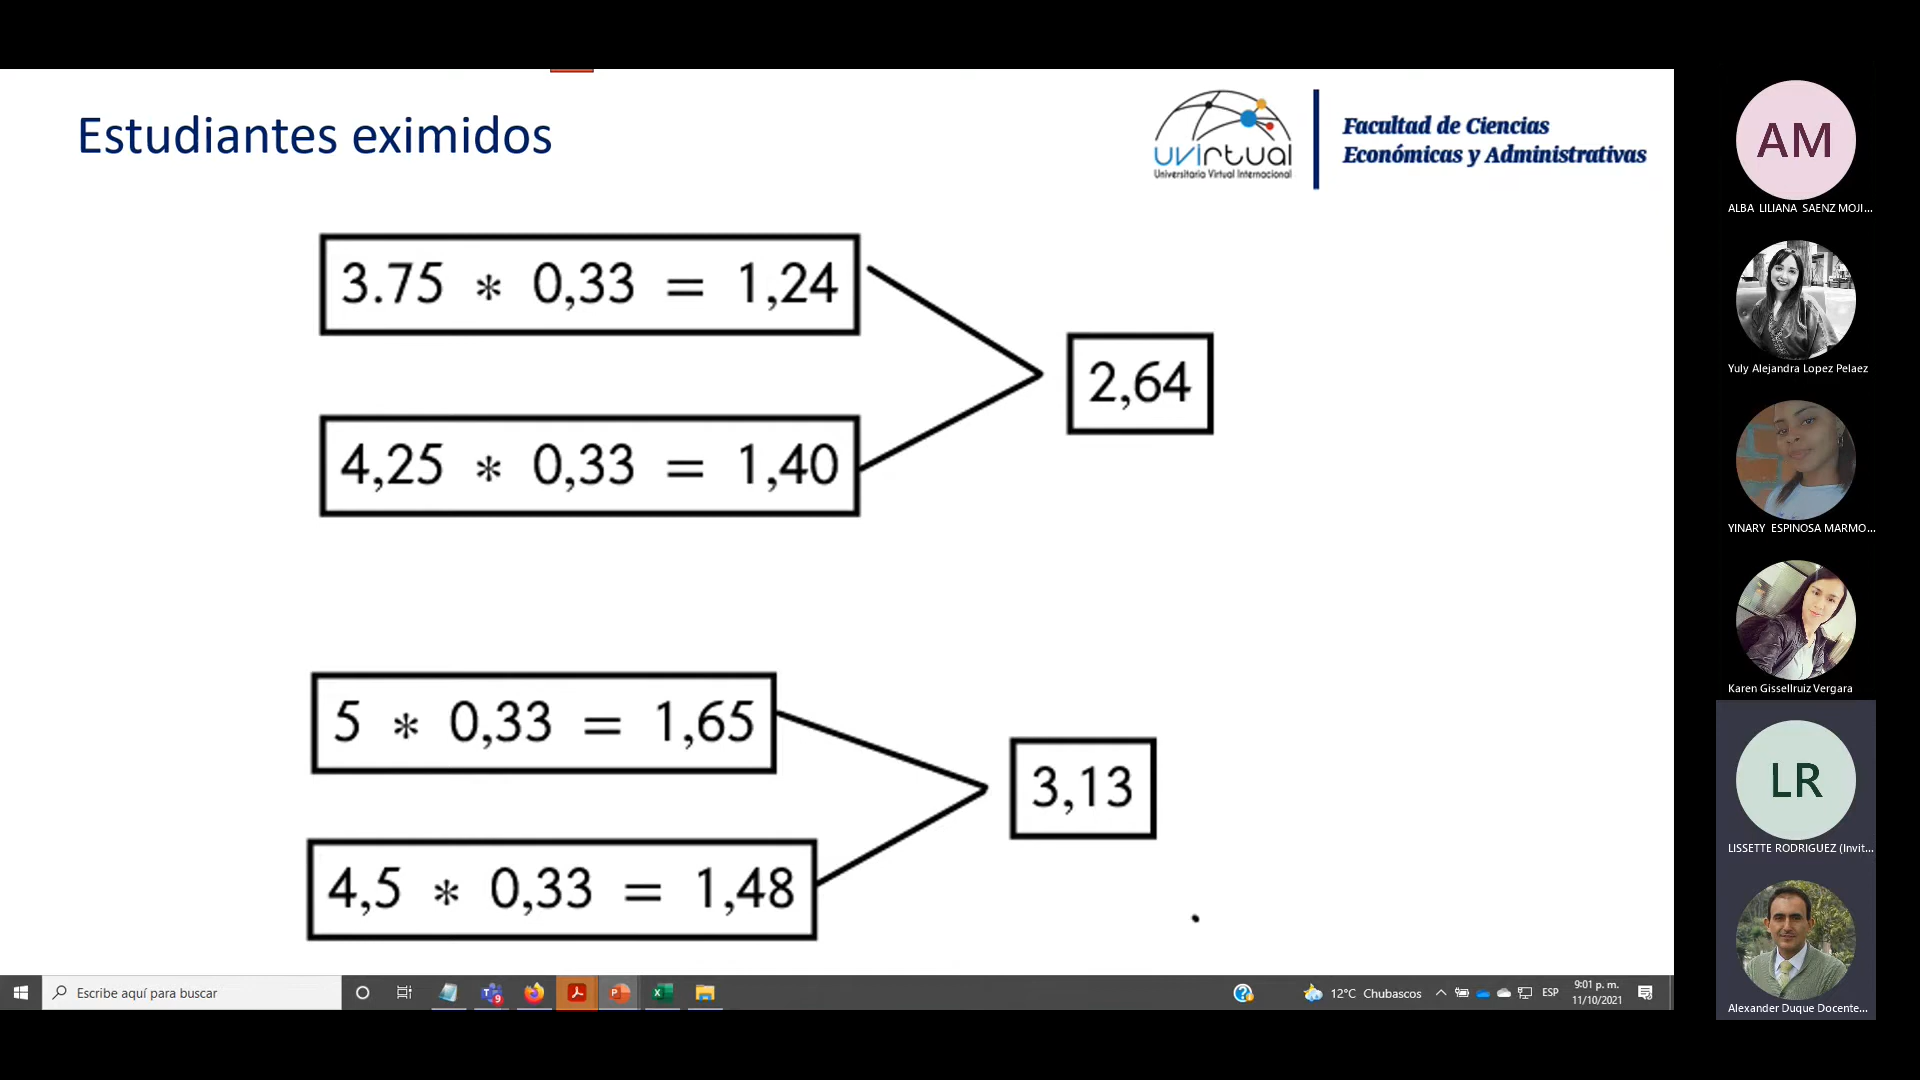 Estudiantes eximidos
uvirtual
Universitaria Virtual Internacional
Facultad de Ciencias
Económicas y Administrativas
3.75 * 0,33 = 1,24
2,64
4,25 * 0,33 = 1,40
5 * 0,33 = 1,65
3,13
4,5 * 0,33 = 1,48
AM
ALBA LILIANA SAENZ MOJI...
Yuly Alejandra Lopez Pelaez
YINARY ESPINOSA MARMO...
Karen Gissellruiz Vergara
LR
LISSETTE RODRIGUEZ (Invit...
Alexander Duque Docente...
Escribe aquí para buscar
9
12°C Chubascos
ESP
9:01 p. m.
11/10/2021